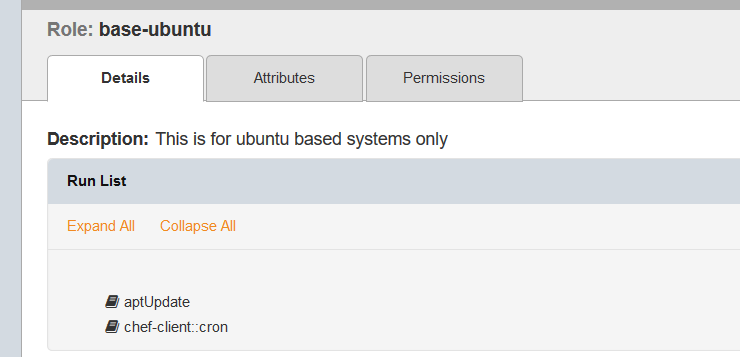 Role: base-ubuntu
Details Attributes Permissions
Description: This is for ubuntu based systems only
Run List
Expand All Collapse All
aptUpdate
chef-client::cron